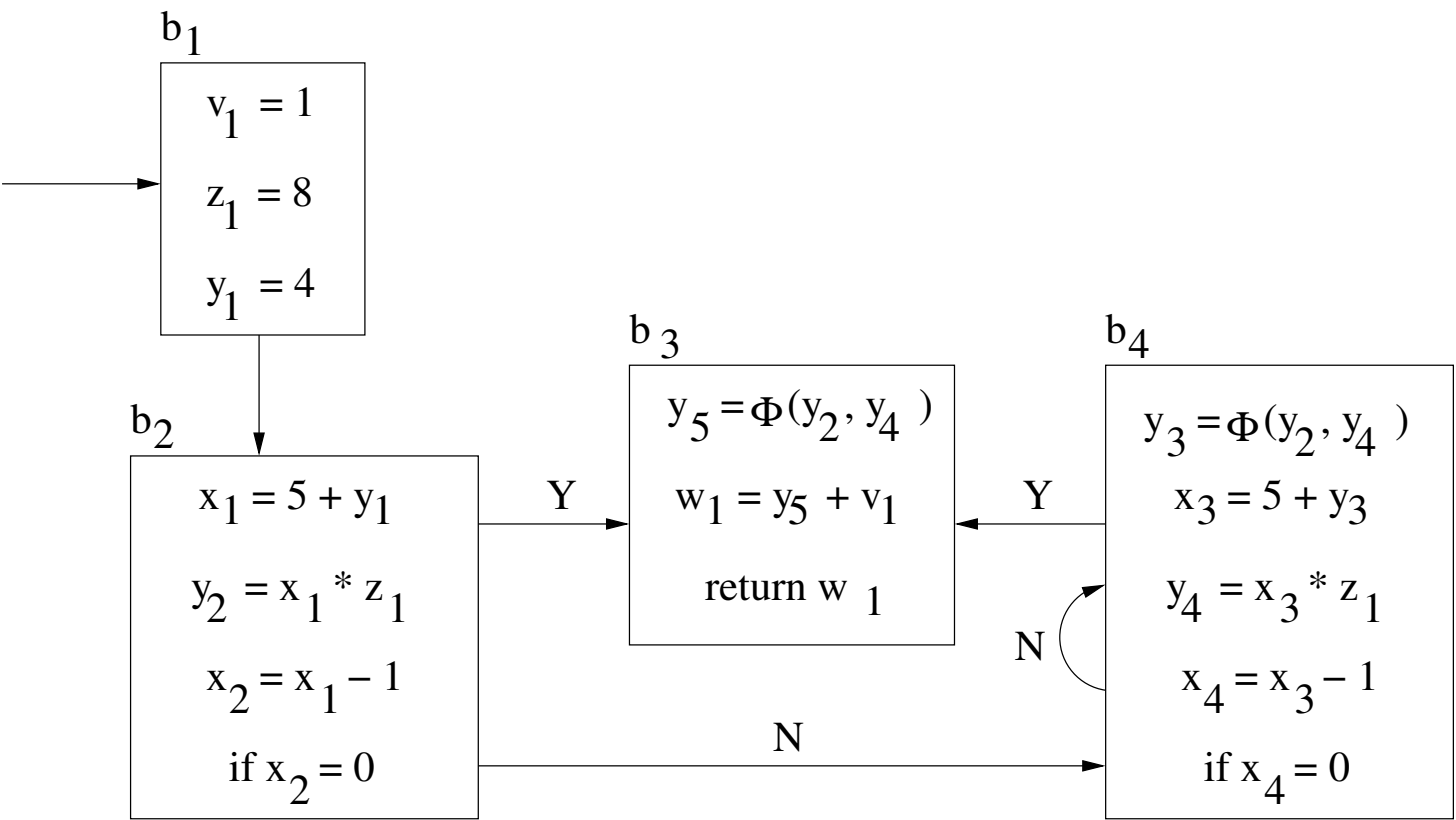 b1
v1 = 1
z1 = 8
y1 = 4
b2
x1 = 5 + y1
y2 = x1 * z1
x2 = x1 − 1
if x2 = 0
Y
N
b3
y5 = Φ(y2, y4)
w1 = y5 + v1
return w1
Y
N
b4
y3 = Φ(y2, y4)
x3 = 5 + y3
y4 = x3 * z1
x4 = x3 − 1
if x4 = 0